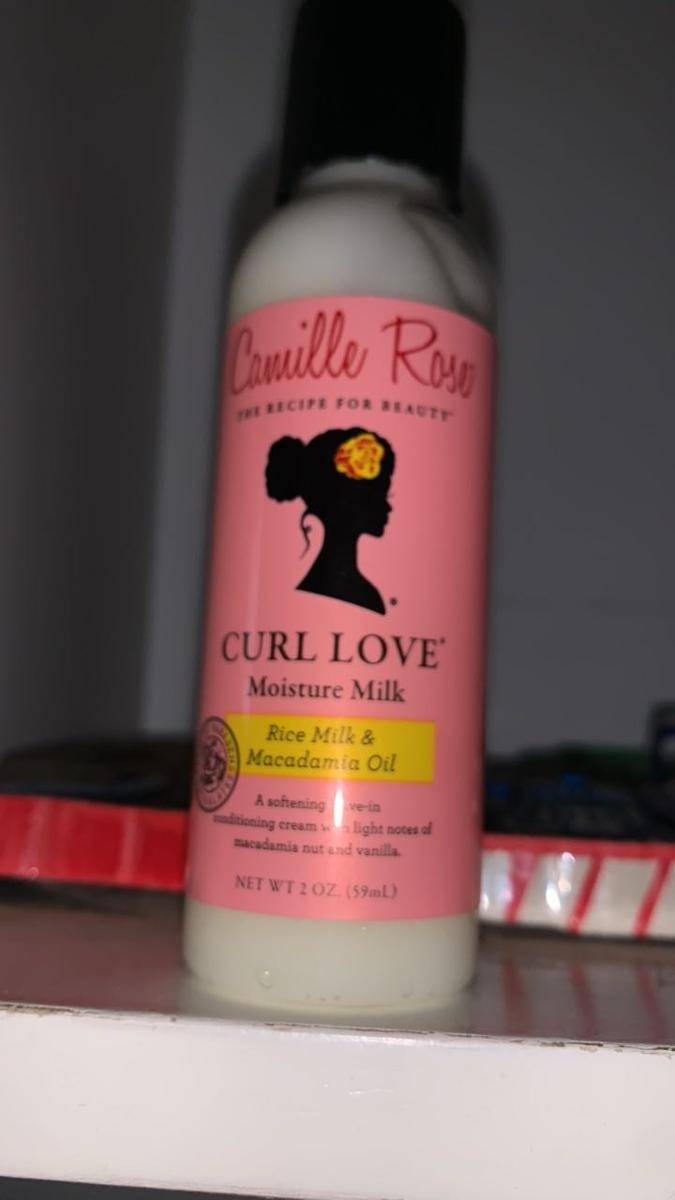 Camille Rose
THE RECIPE FOR BEAUTY™
CURL LOVE®
Moisture Milk
Rice Milk &
Macadamia Oil
A softening
conditioning cream light notes of
macadamia nut and vanilla.
NET WT 2 OZ. (59mL)